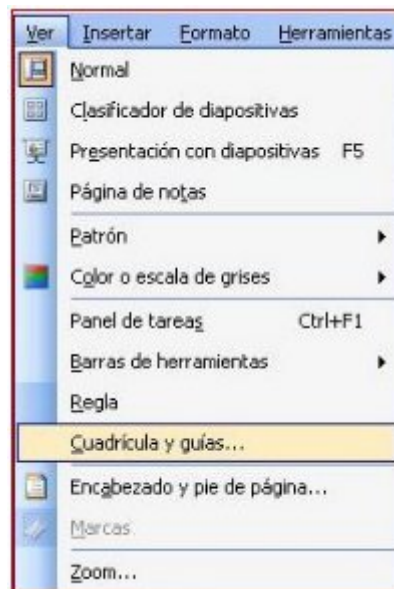 Ver Insertar Formato Herramientas
Normal
Clasificador de diapositivas
Presentación con diapositivas F5
Página de notas
Patrón
Color o escala de grises
Panel de tareas Ctrl+F1
Barras de herramientas
Regla
Cuadrícula y guías...
Encabezado y pie de página...
Marcas
Zoom...